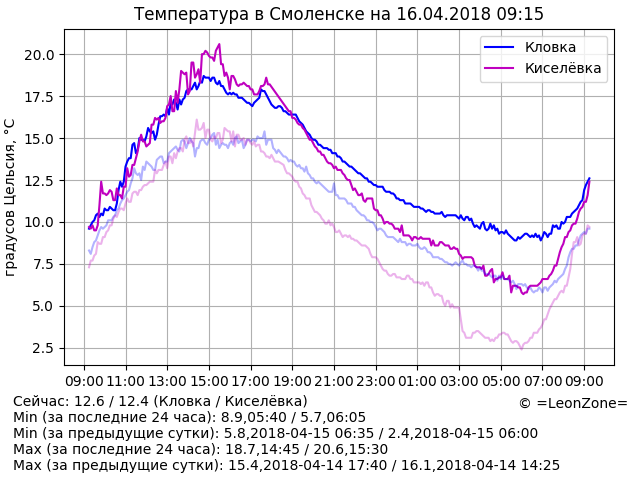 Температура в Смоленске на 16.04.2018 09:15
градусов Цельсия, °C
20.0
17.5
15.0
12.5
10.0
7.5
5.0
2.5
Кловка
Киселёвка
09:00 11:00 13:00 15:00 17:00 19:00 21:00 23:00 01:00 03:00 05:00 07:00 09:00
Сейчас: 12.6 / 12.4 (Кловка / Киселёвка)
© =LeonZone=
Min (за последние 24 часа): 8.9,05:40 / 5.7,06:05
Min (за предыдущие сутки): 5.8,2018-04-15 06:35 / 2.4,2018-04-15 06:00
Max (за последние 24 часа): 18.7,14:45 / 20.6,15:30
Max (за предыдущие сутки): 15.4,2018-04-14 17:40 / 16.1,2018-04-14 14:25